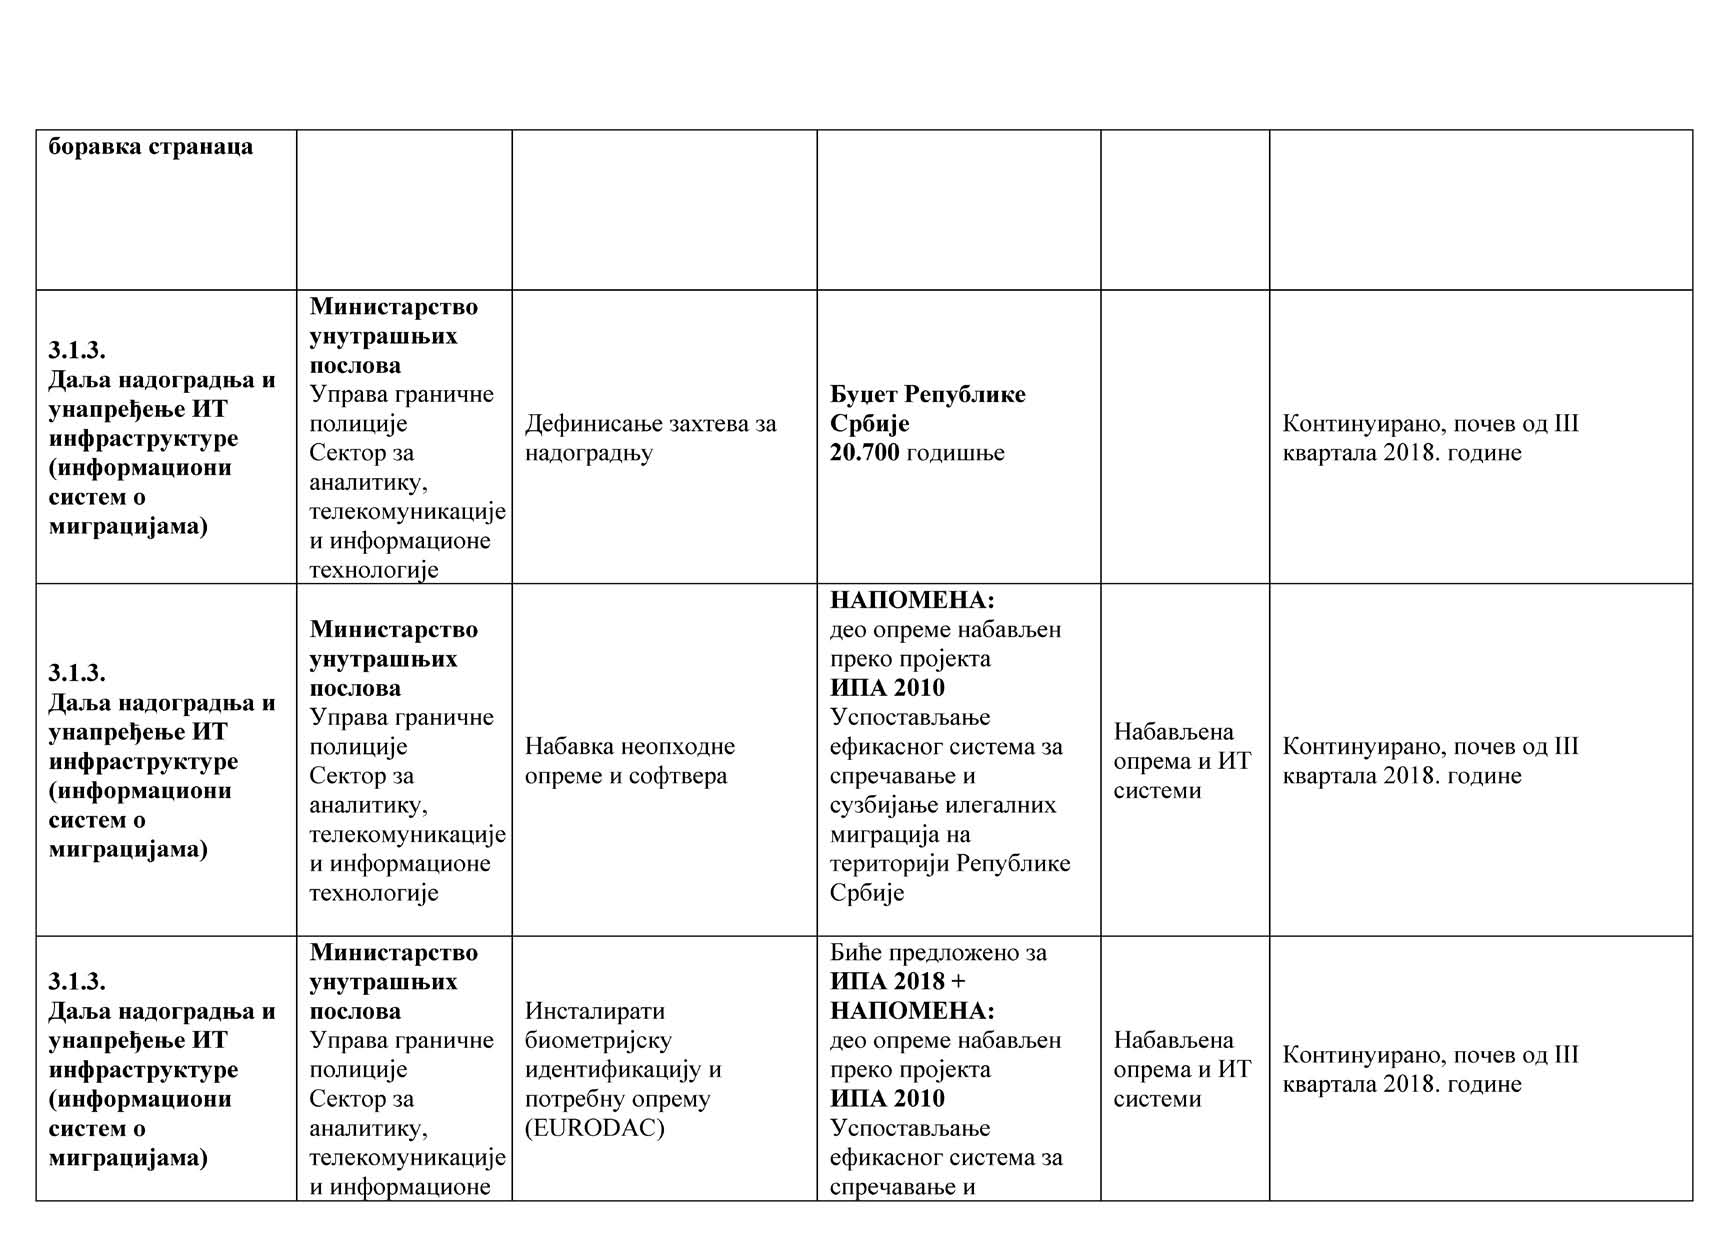 боравка странаца
3.1.3.
Даља надоградња и
унапређење ИТ
инфраструктуре
(информациони
систем о
миграцијама)
Министарство
унутрашњих
послова
Управа граничне
полиције
Сектор за
аналитику,
телекомуникације
и информационе
технологије
Дефинисање захтева за
надоградњу
Буџет Републике
Србије
20.700 годишње
Континуирано, почев од III
квартала 2018. године
3.1.3.
Даља надоградња и
унапређење ИТ
инфраструктуре
(информациони
систем о
миграцијама)
Министарство
унутрашњих
послова
Управа граничне
полиције
Сектор за
аналитику,
телекомуникације
и информационе
технологије
Набавка неопходне
опреме и софтвера
НАПОМЕНА:
део опреме набављен
преко пројекта
ИПА 2010
Успостављање
ефикасног система за
спречавање и
сузбијање илегалних
миграција на
територији Републике
Србије
Набављена
опрема и ИТ
системи
Континуирано, почев од III
квартала 2018. године
3.1.3.
Даља надоградња и
унапређење ИТ
инфраструктуре
(информациони
систем о
миграцијама)
Министарство
унутрашњих
послова
Управа граничне
полиције
Сектор за
аналитику,
телекомуникације
и информационе
Инсталирати
биометријску
идентификацију и
потребну опрему
(EURODAC)
Биће предложено за
ИПА 2018 +
НАПОМЕНА:
део опреме набављен
преко пројекта
ИПА 2010
Успостављање
ефикасног система за
спречавање и
Набављена
опрема и ИТ
системи
Континуирано, почев од III
квартала 2018. године